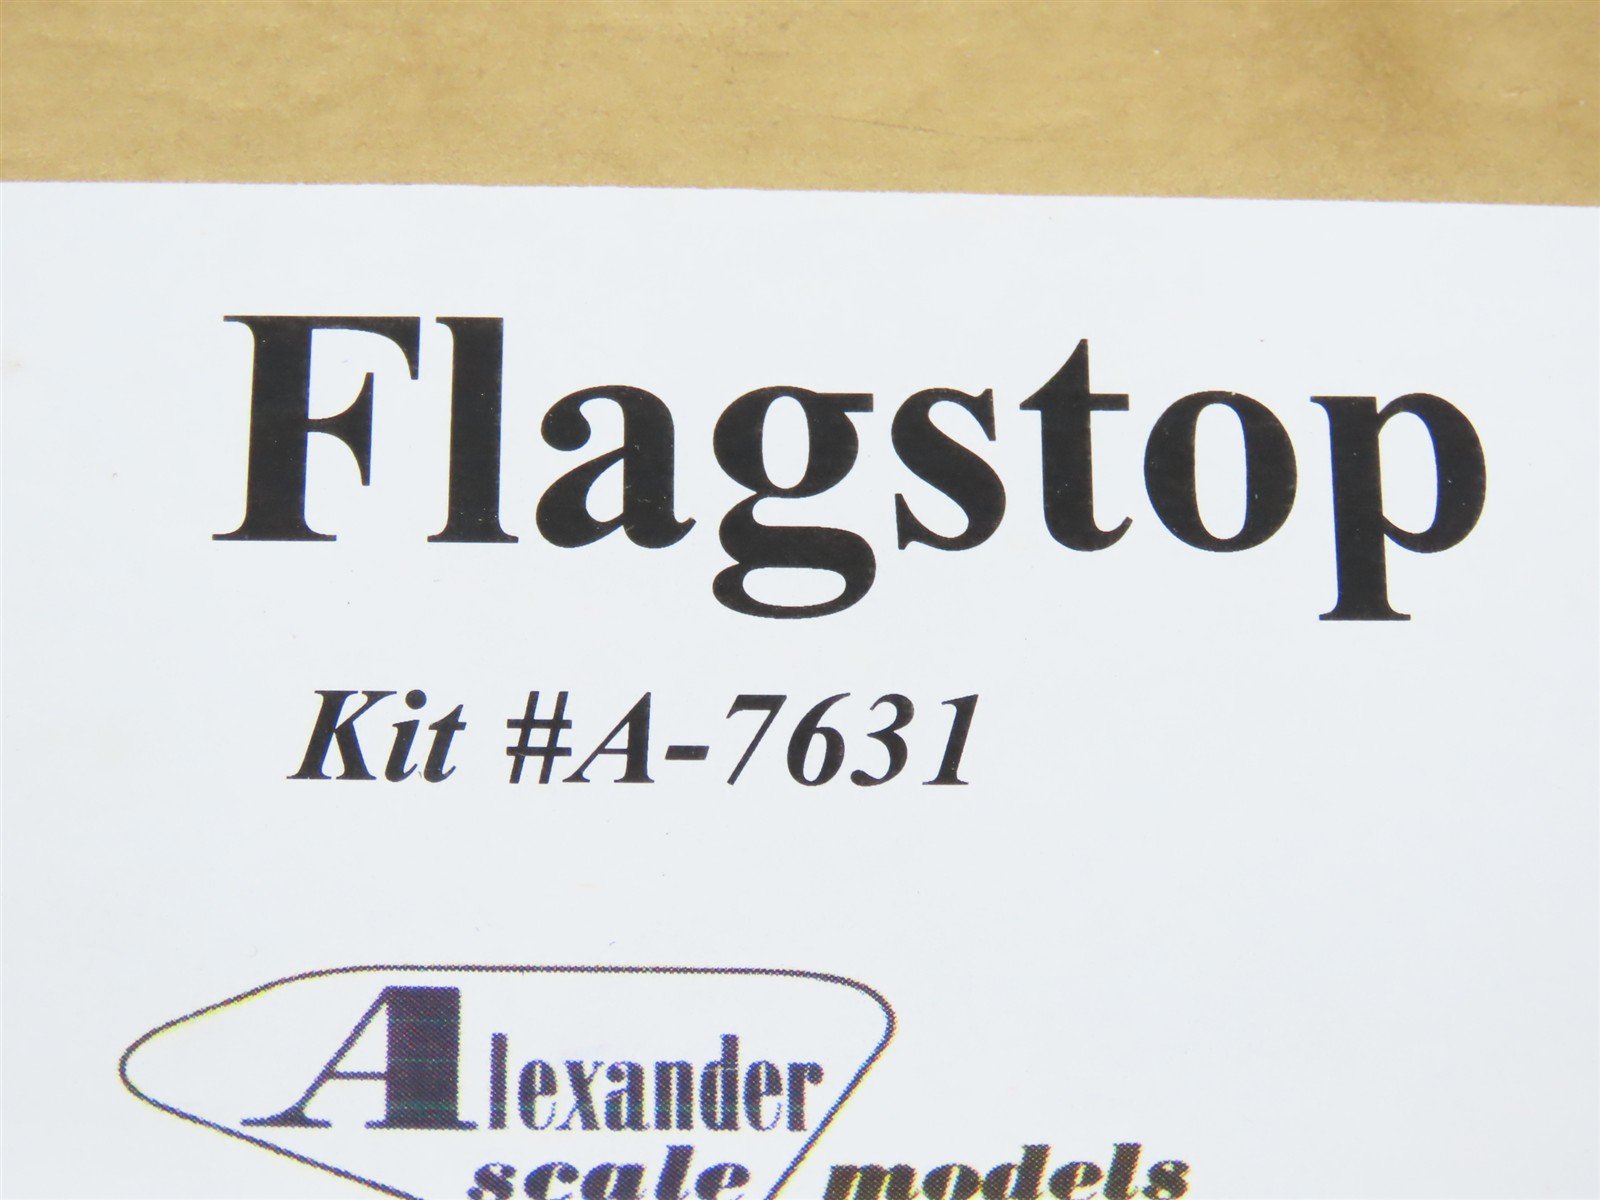 Flagstop
Kit #A-7631
Alexander
scale models